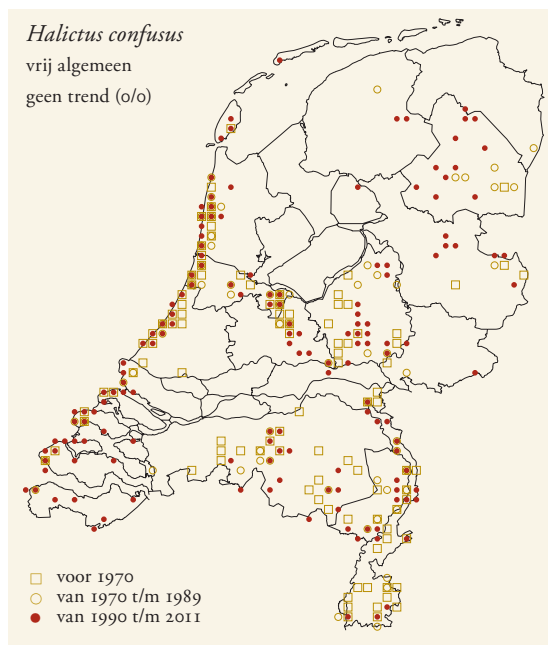 Halictus confusus
vrij algemeen
geen trend (0/0)
voor 1970
van 1970 t/m 1989
van 1990 t/m 2011